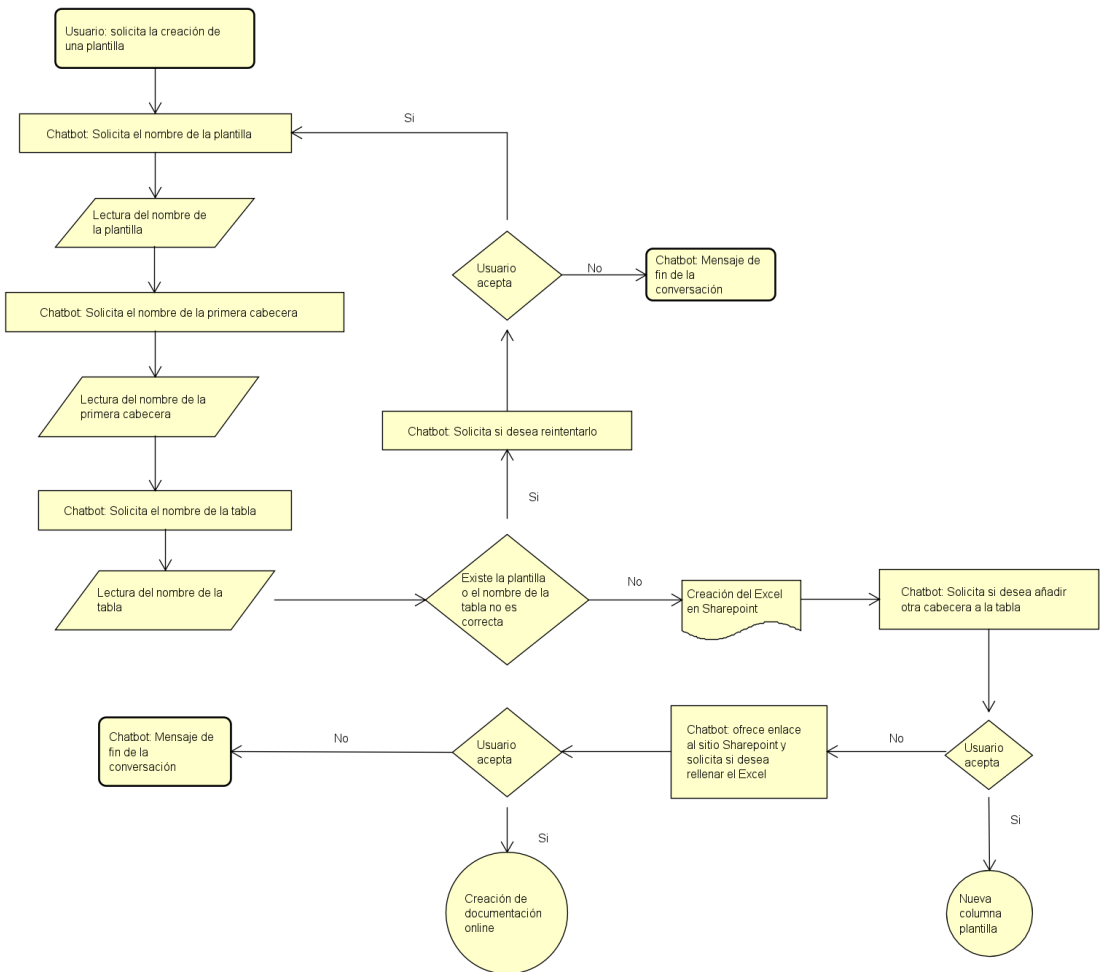 Usuario: solicita la creación de
una plantilla
Chatbot: Solicita el nombre de la plantilla
Si
Lectura del nombre de
la plantilla
Usuario
acepta
No
Chatbot: Mensaje de
fin de la
conversación
Chatbot: Solicita el nombre de la primera cabecera
Lectura del nombre de la
primera cabecera
Chatbot: Solicita si desea reintentarlo
Si
Chatbot: Solicita el nombre de la tabla
Lectura del nombre de la
tabla
Existe la plantilla
o el nombre de la
tabla no es
correcta
No
Creación del Excel
en Sharepoint
Chatbot: Solicita si desea añadir
otra cabecera a la tabla
Chatbot: Mensaje de
fin de la
conversación
No
Usuario
acepta
Chatbot: ofrece enlace
al sitio Sharepoint y
solicita si desea
rellenar el Excel
No
Usuario
acepta
Si
Si
Creación de
documentación
online
Nueva
columna
plantilla